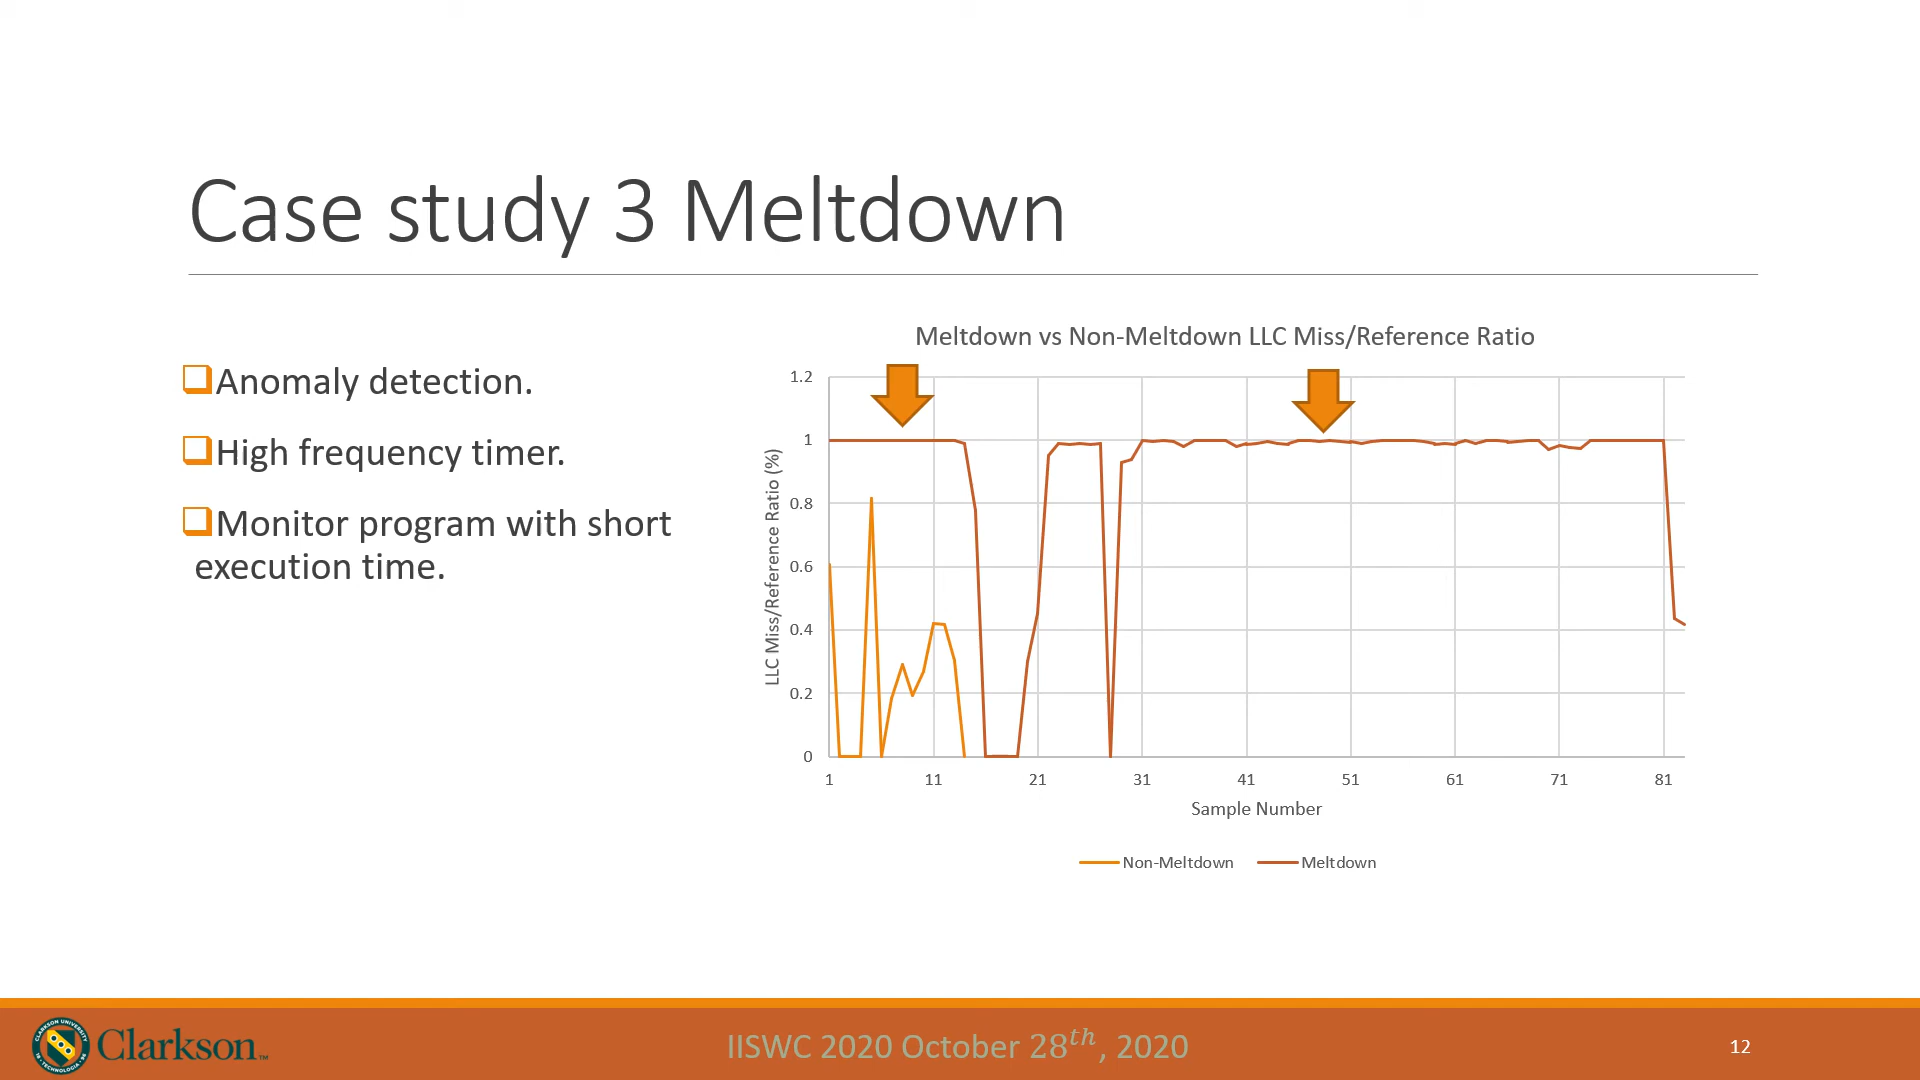 Case study 3 Meltdown
❑Anomaly detection.
❑High frequency timer.
❑Monitor program with short
execution time.
Meltdown vs Non-Meltdown LLC Miss/Reference Ratio
LLC Miss/Reference Ratio (%)
1.2
1
0.8
0.6
0.4
0.2
0
1 11 21 31 41 51 61 71 81
Sample Number
Non-Meltdown Meltdown
Clarkson™
IISWC 2020 October 28th, 2020
12